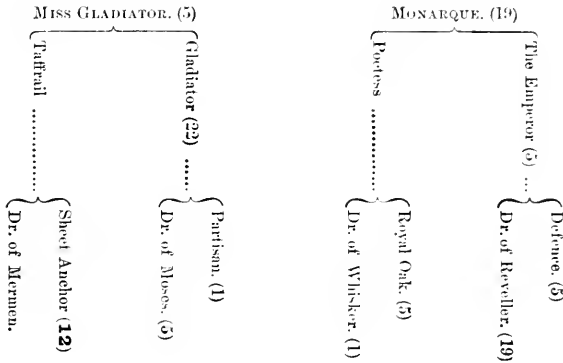 MISS GLADIATOR. (5)
MONARQUE. (19)
Taffrail
Gladiator (22)
Poetess
The Emperor (5)
Sheet Anchor (12)
Dr. of Mermen.
Partisan. (1)
Dr. of Moses. (5)
Royal Oak. (5)
Dr. of Whisker. (1)
Defence. (5)
Dr. of Reveller. (19)